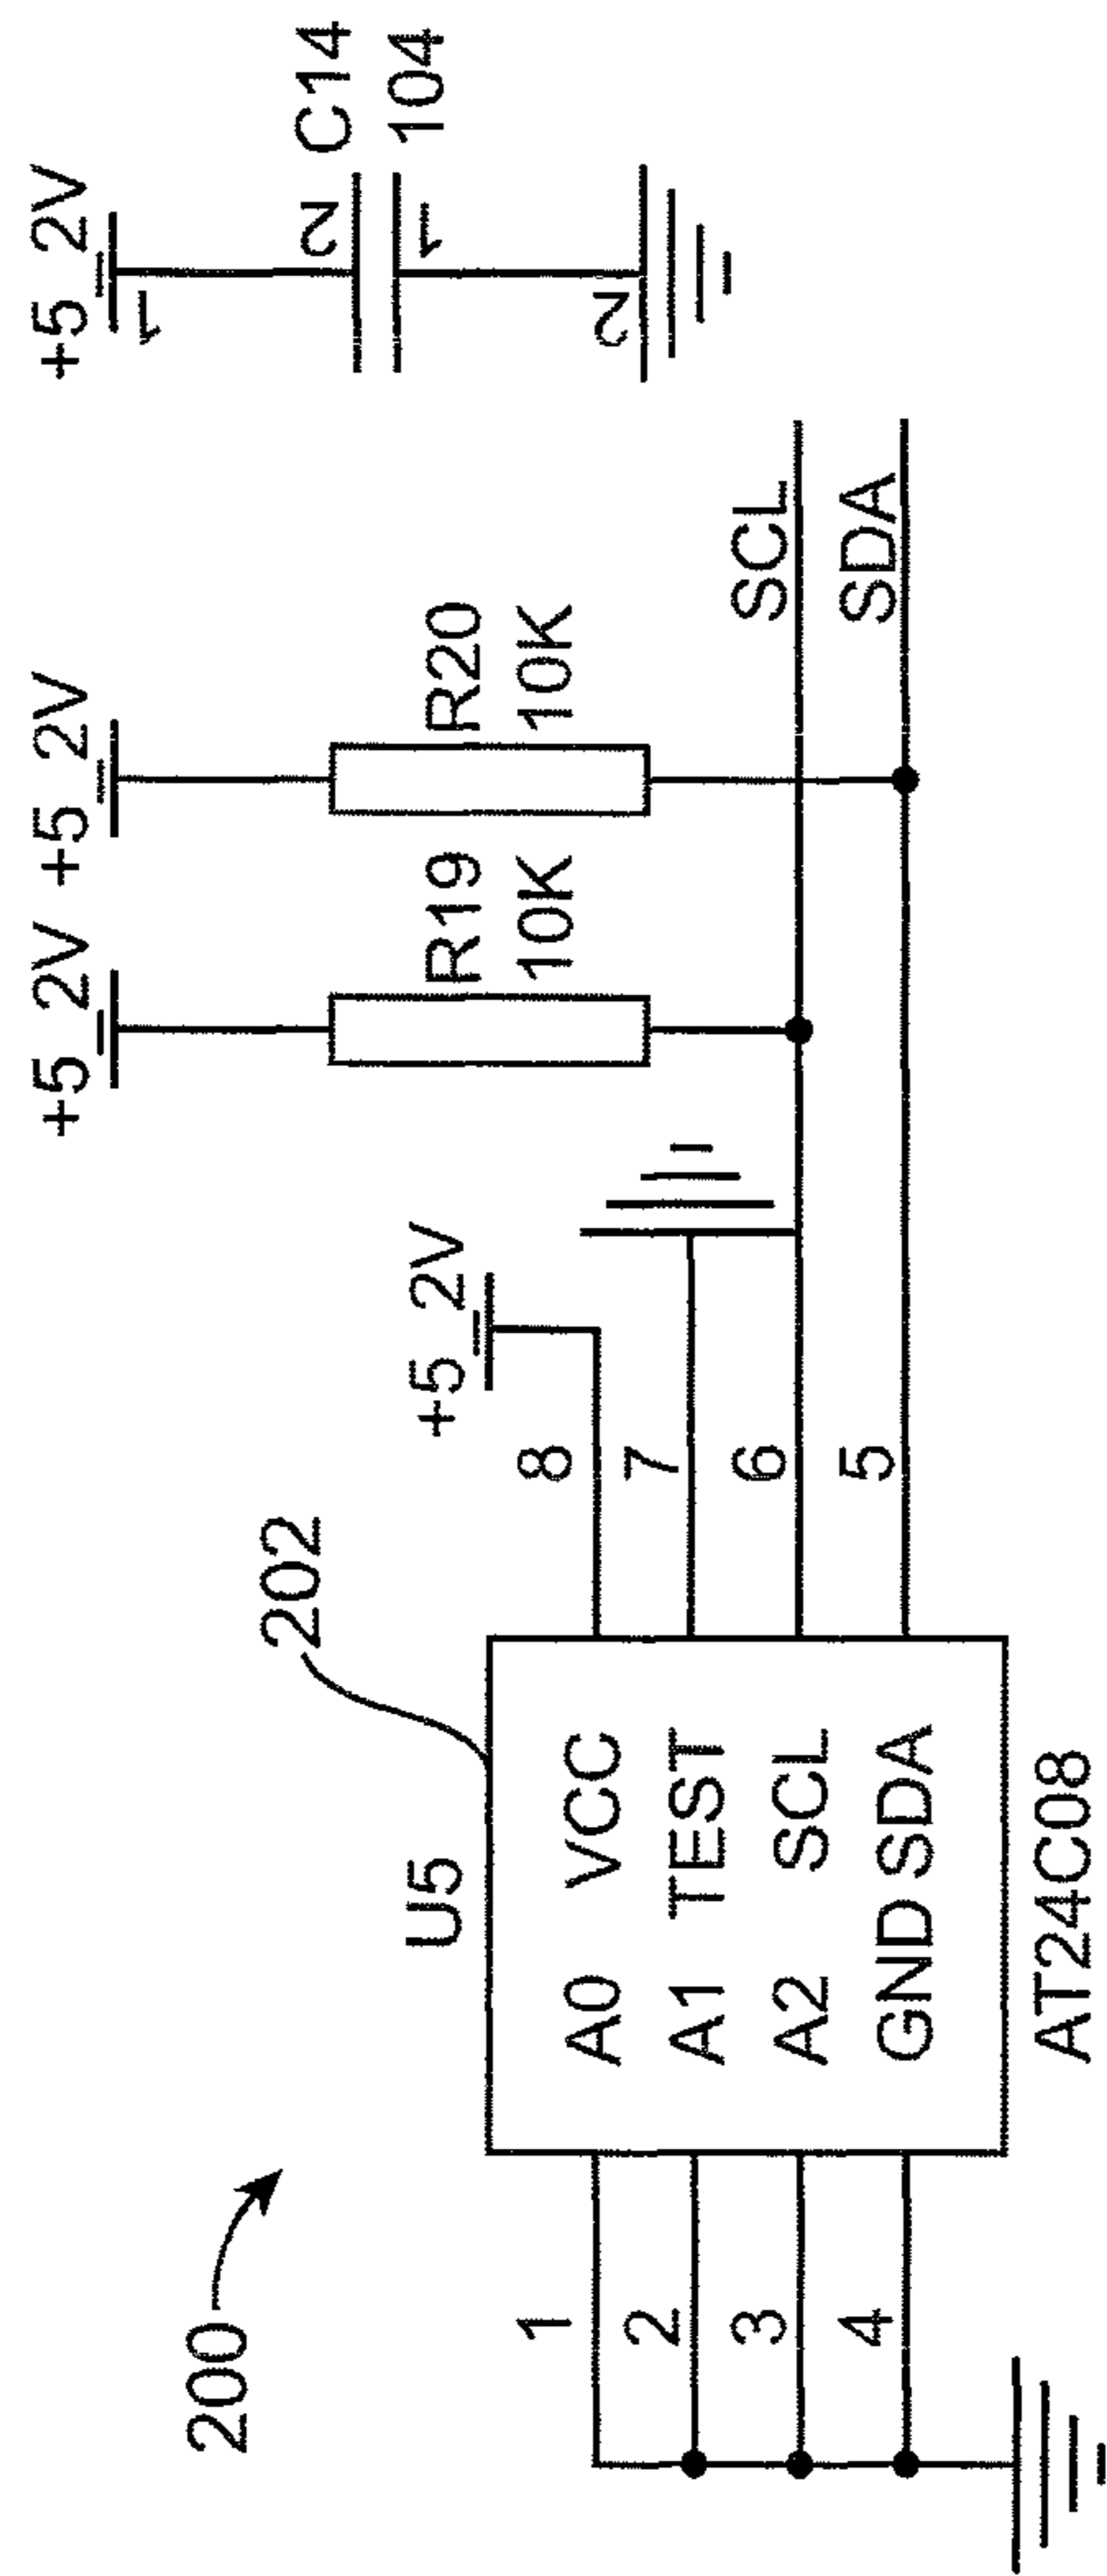 200
202
U5
1
2
3
4
A0 VCC
A1 TEST
A2 SCL
GND SDA
AT24C08
8
7
6
5
+5_2V
+5_2V
R19
10K
+5_2V
R20
10K
SCL
SDA
+5_2V
1
2
C14
104
1
2